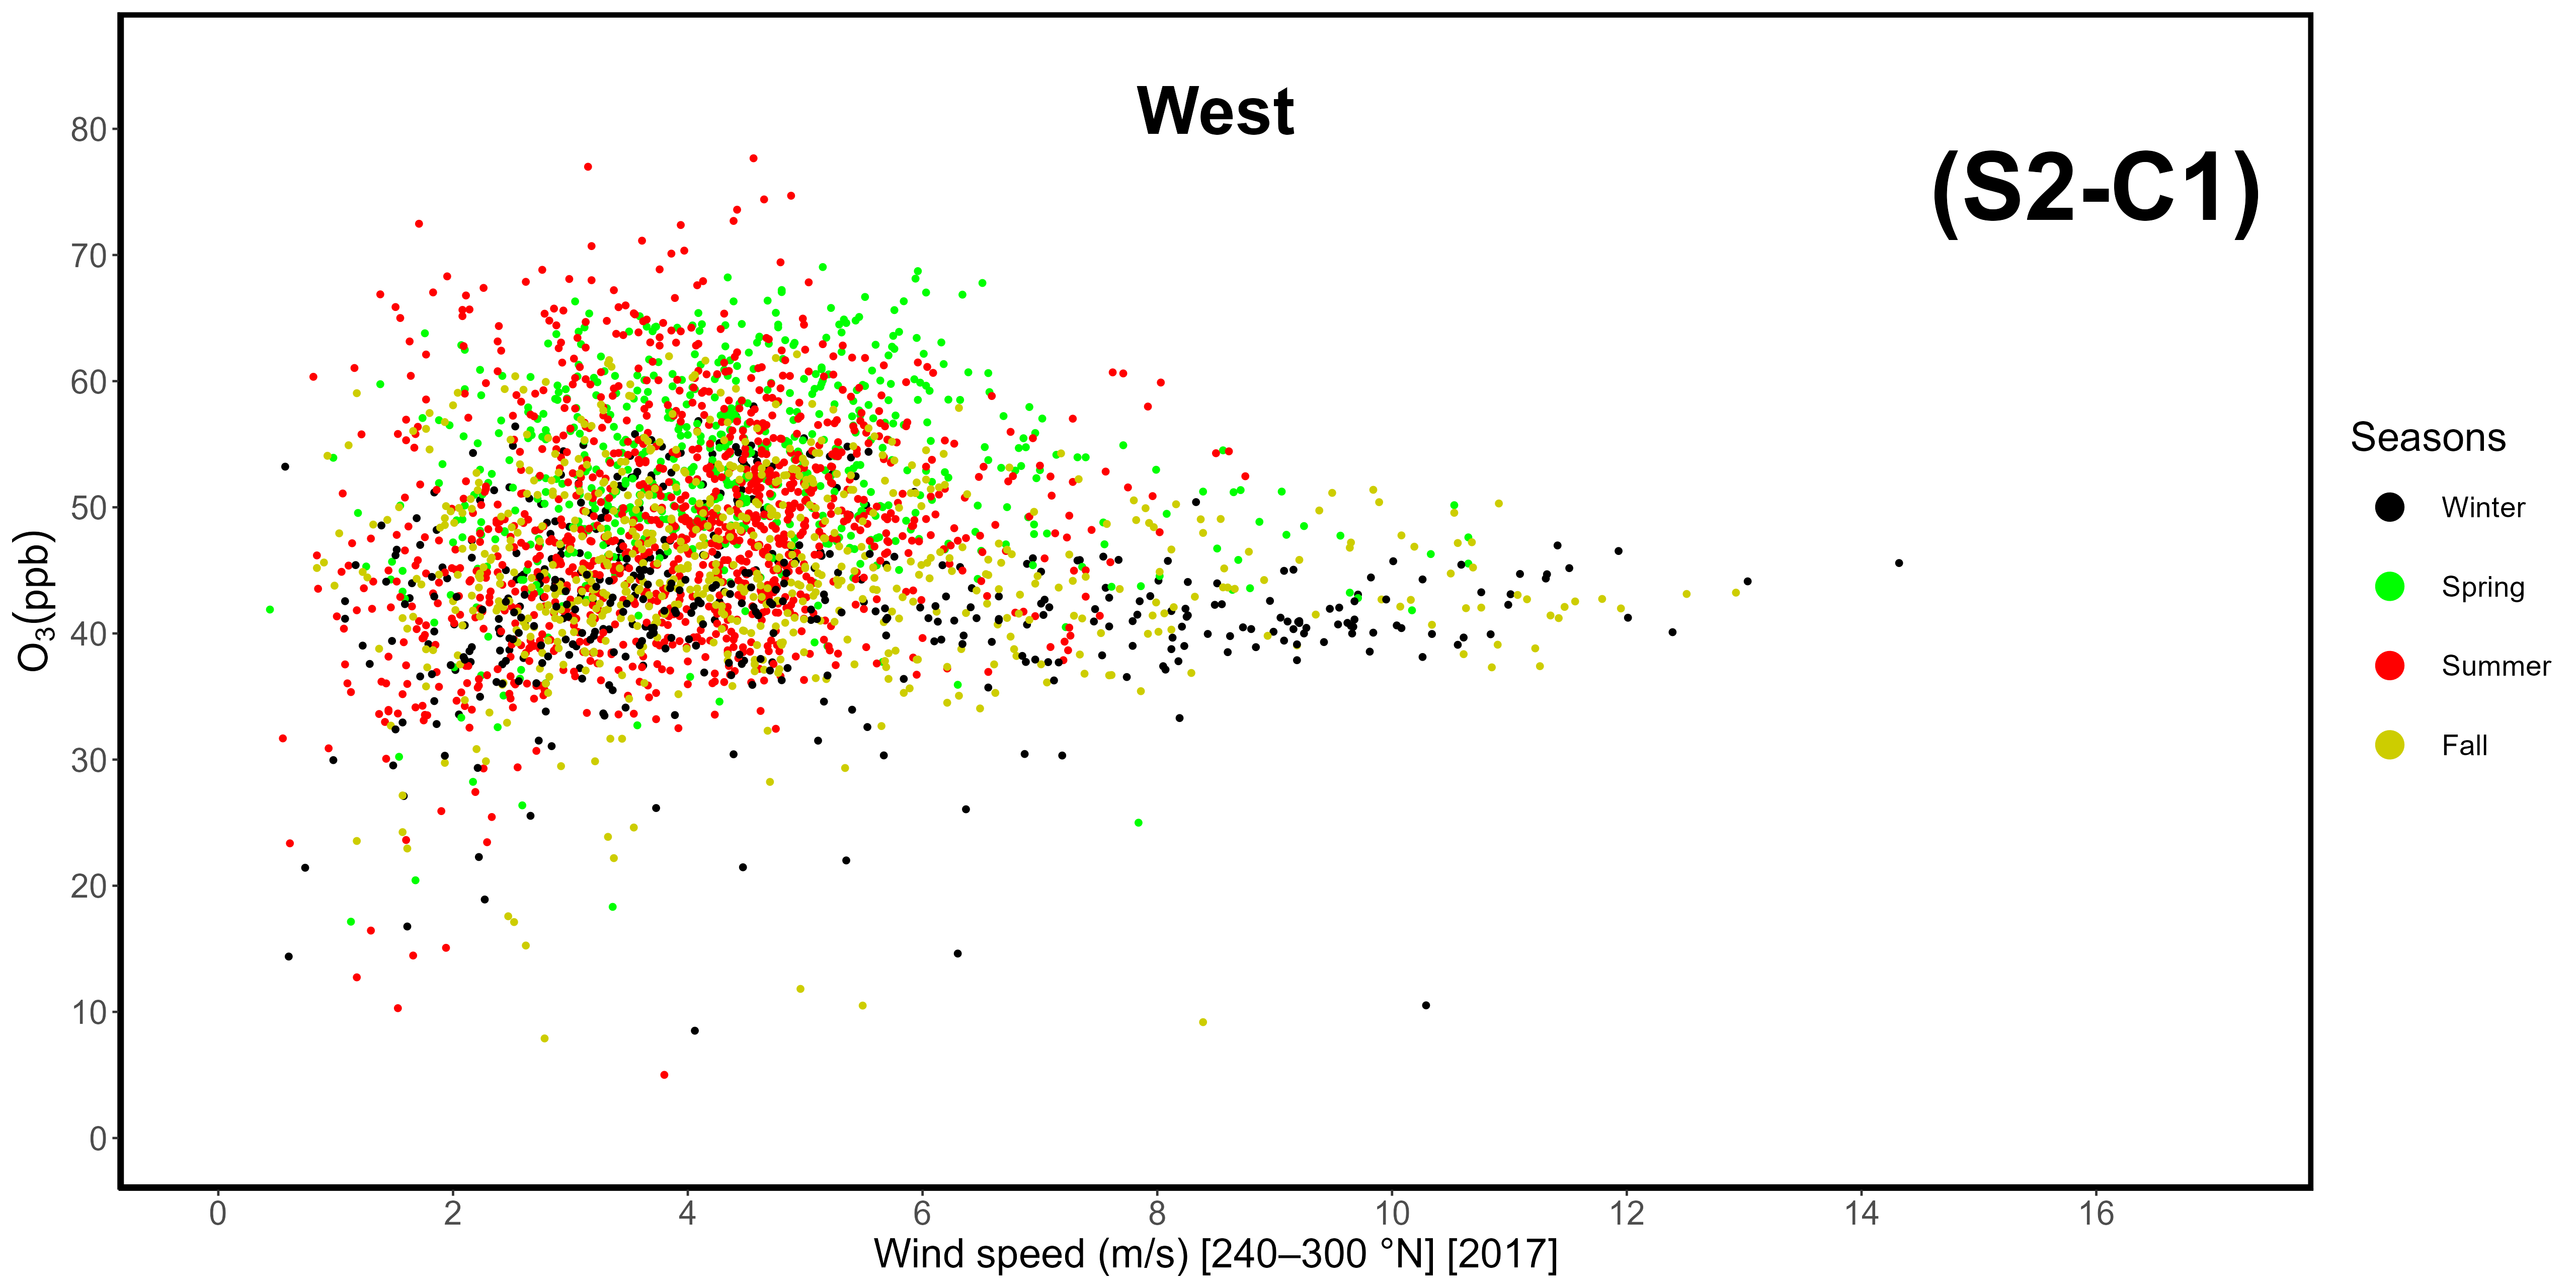 West
(S2-C1)
80
70
60
50
40
30
20
10
0
O₃(ppb)
0 2 4 6 8 10 12 14 16
Wind speed (m/s) [240–300 °N] [2017]
Seasons
Winter
Spring
Summer
Fall